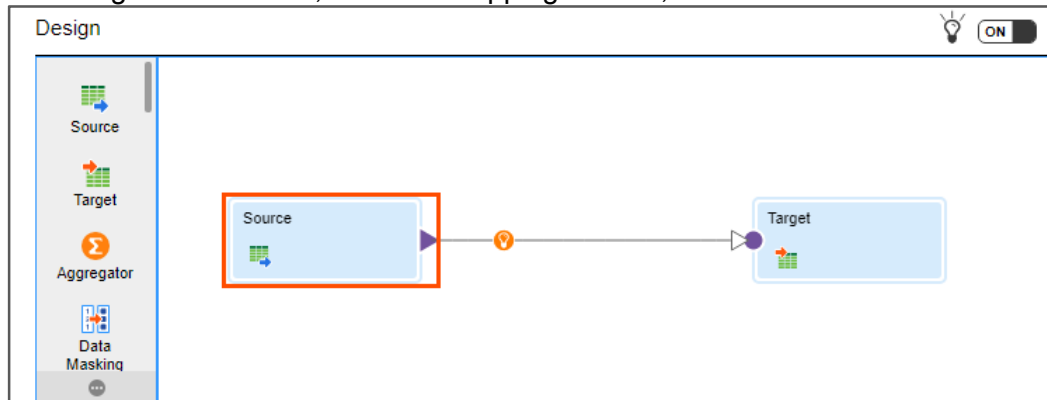 Design
ON
Source
Target
Aggregator
Data
Masking
Source
Target